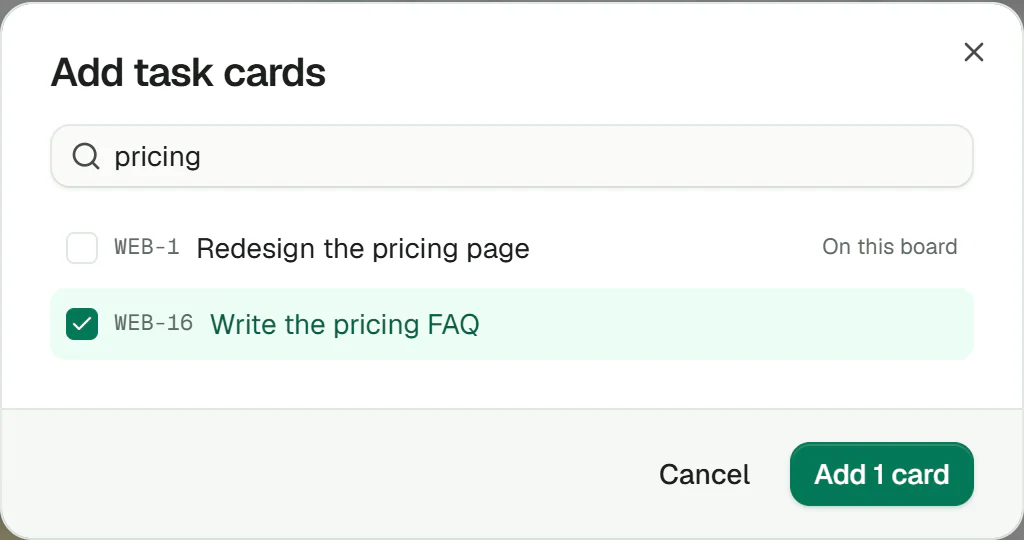 Add task cards
pricing
WEB-1 Redesign the pricing page On this board
WEB-16 Write the pricing FAQ
Cancel Add 1 card